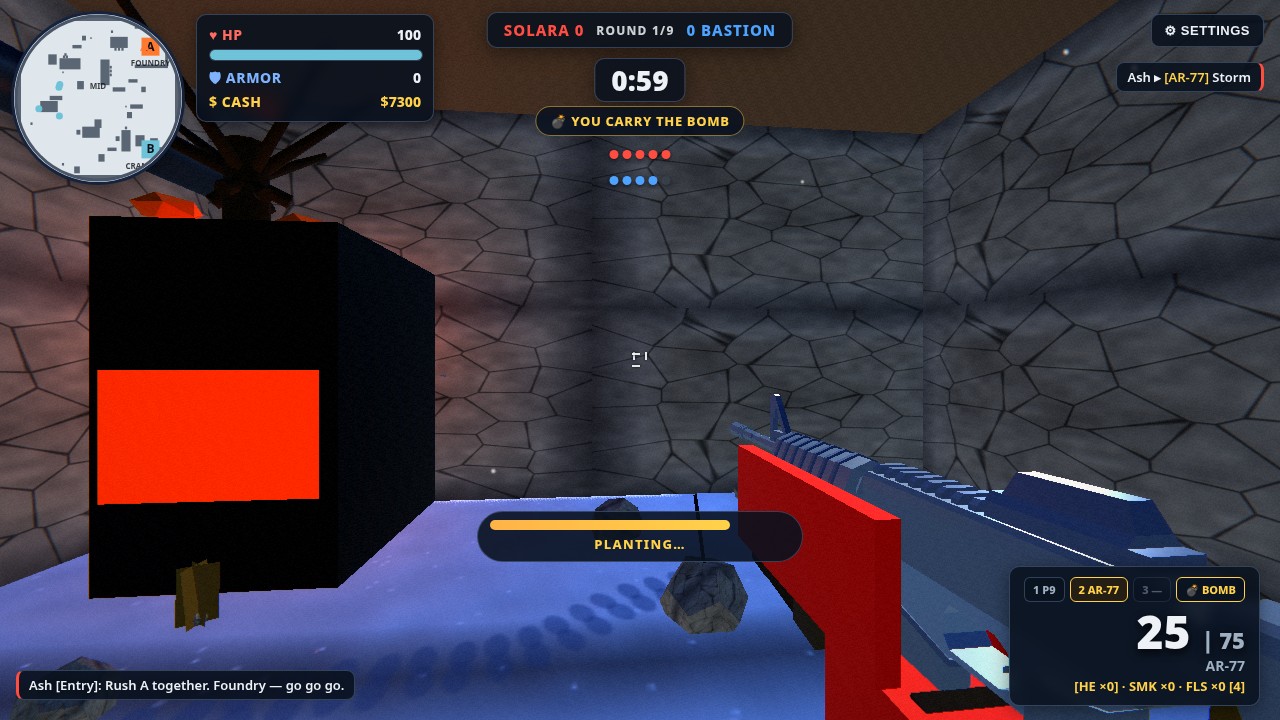 A
FOUNDRY
MID
B
♥ HP 100
ARMOR 0
$ CASH $7300
SOLARA 0 ROUND 1/9 0 BASTION
0:59
💣 YOU CARRY THE BOMB
⚙ SETTINGS
Ash ▸ [AR-77] Storm
PLANTING…
1 P9 2 AR-77 3 — 💣 BOMB
25 | 75
AR-77
[HE ×0] · SMK ×0 · FLS ×0 [4]
Ash [Entry]: Rush A together. Foundry — go go go.